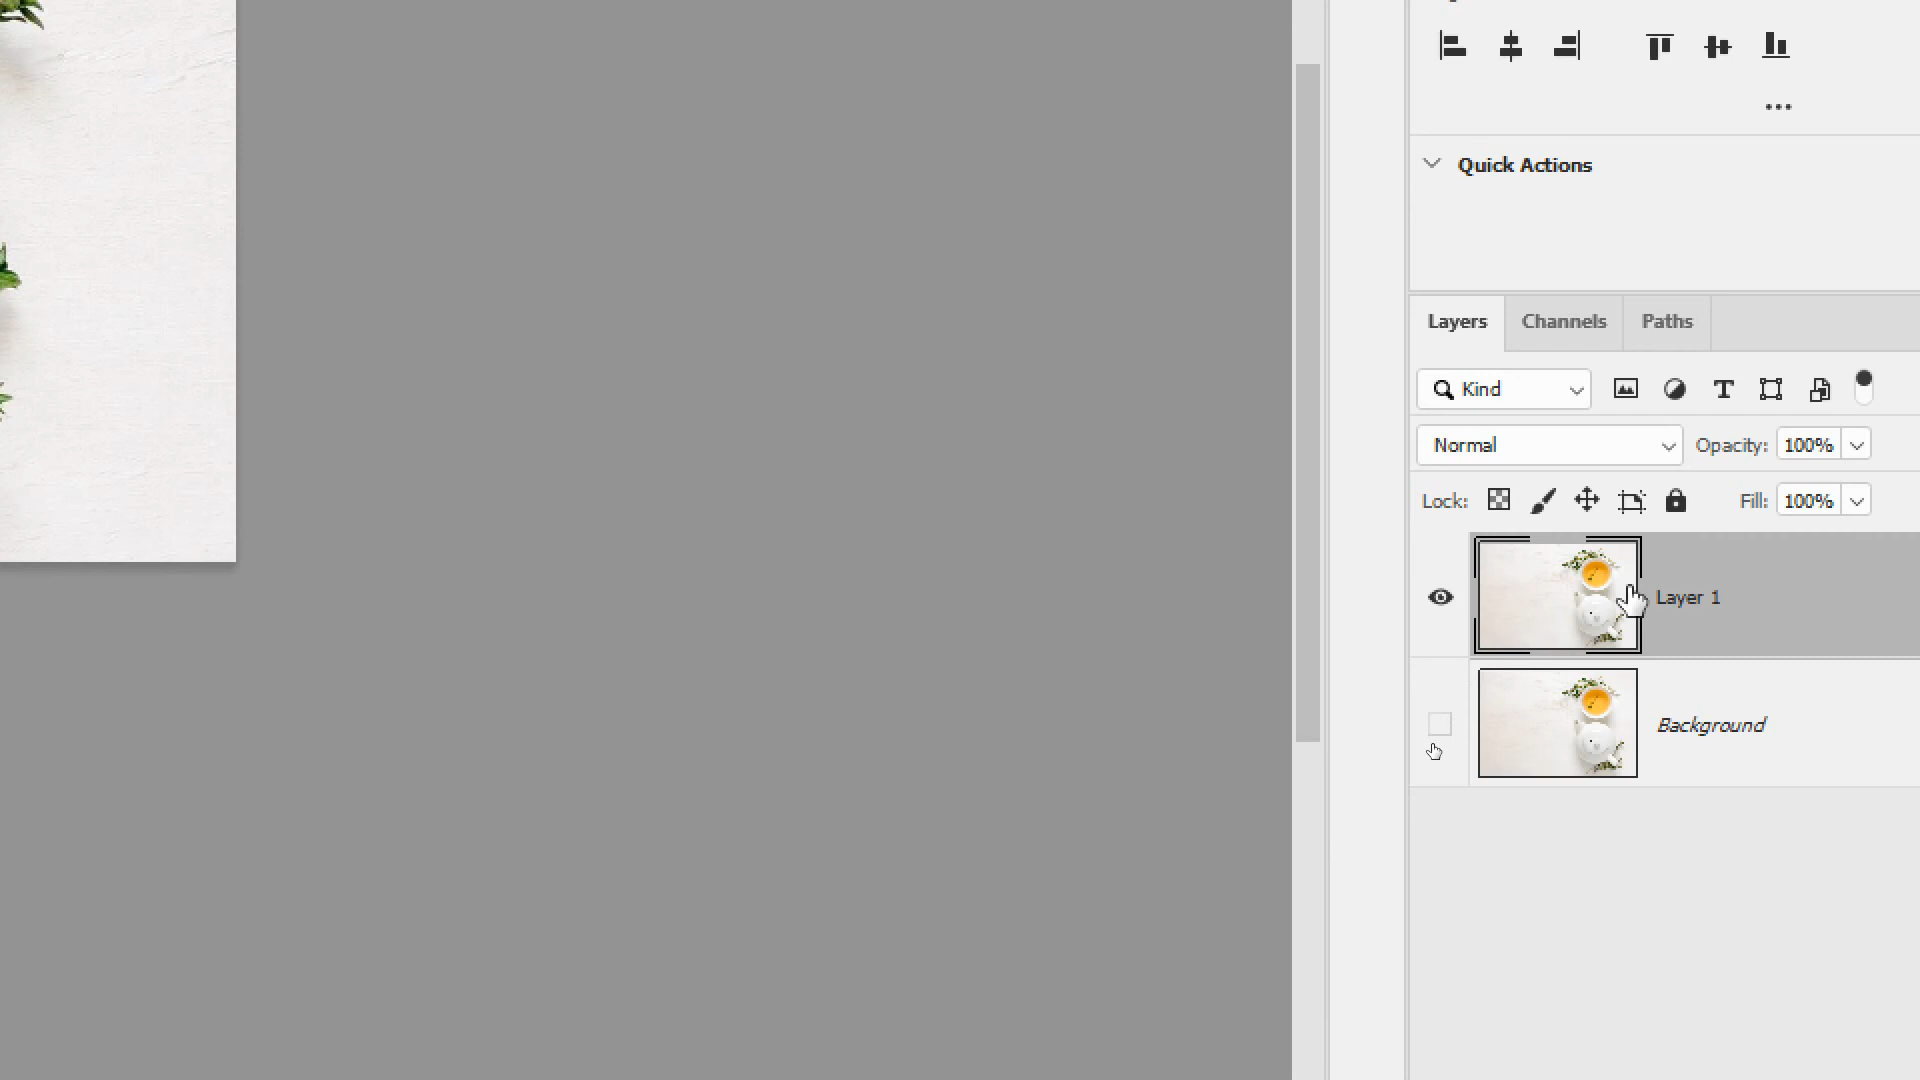 Quick Actions
Layers Channels Paths
Kind
Normal Opacity: 100%
Lock: Fill: 100%
Layer 1
Background